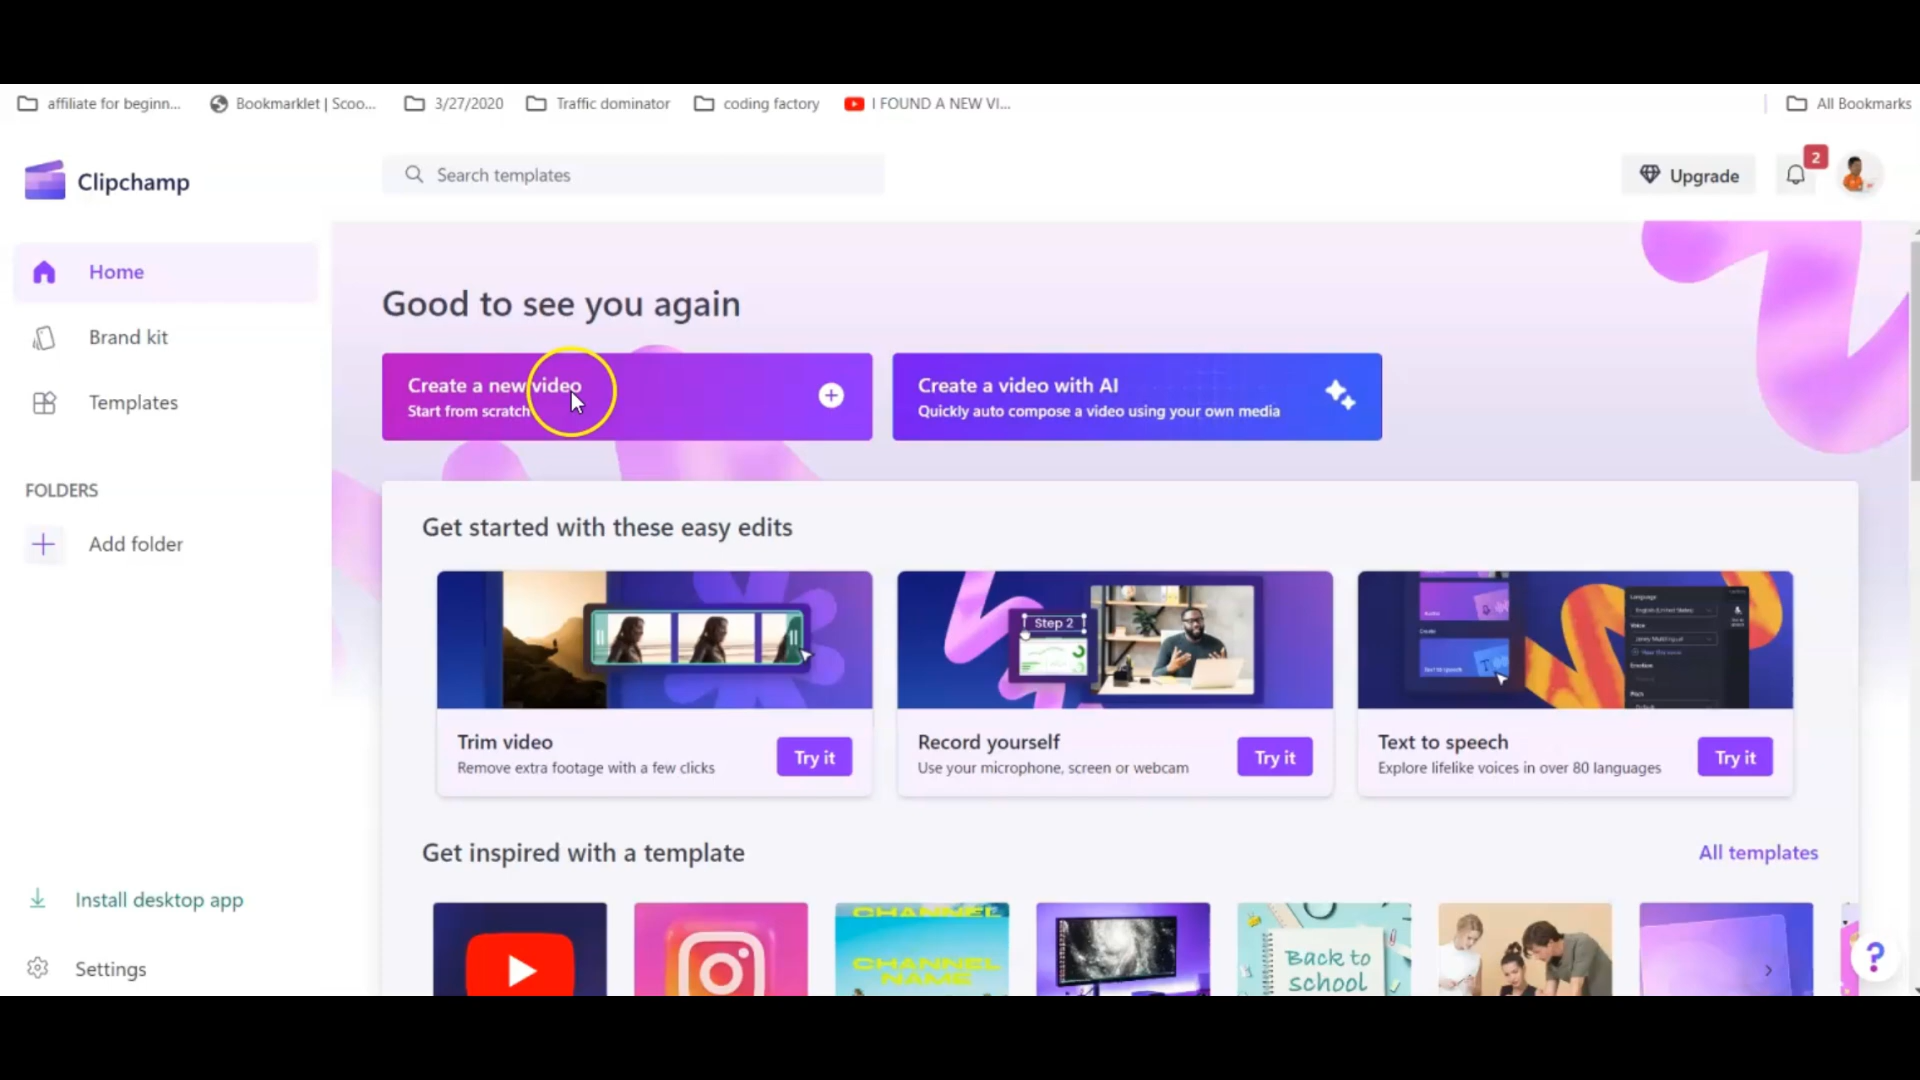 affiliate for beginn...
Bookmarklet | Scoo...
3/27/2020
Traffic dominator
coding factory
I FOUND A NEW VI...
All Bookmarks
Clipchamp
Search templates
Upgrade
2
Home
Brand kit
Templates
FOLDERS
Add folder
Install desktop app
Settings
Good to see you again
Create a new video
Start from scratch
Create a video with AI
Quickly auto compose a video using your own media
Get started with these easy edits
Step 2
Trim video
Remove extra footage with a few clicks
Try it
Record yourself
Use your microphone, screen or webcam
Try it
Text to speech
Explore lifelike voices in over 80 languages
Try it
Get inspired with a template
All templates
CHANNEL
CHANNEL
NAME
Back to
school
?